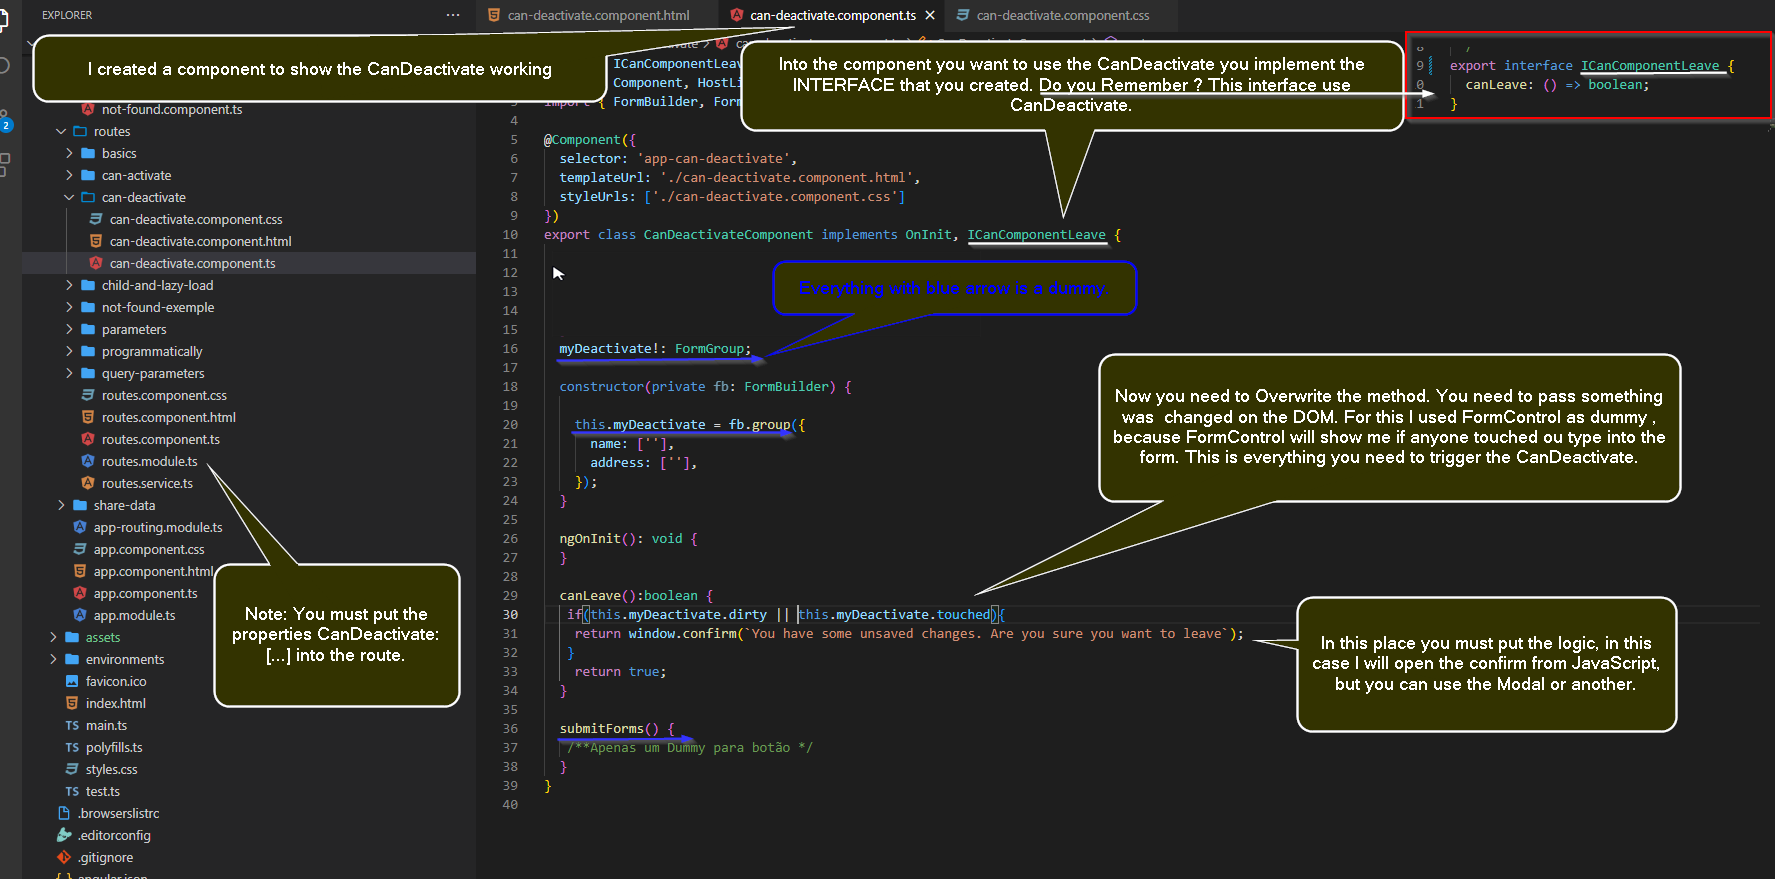 EXPLORER
...
can-deactivate.component.html
can-deactivate.component.ts
can-deactivate.component.css
I created a component to show the CanDeactivate working
not-found.component.ts
routes
basics
can-activate
can-deactivate
can-deactivate.component.css
can-deactivate.component.html
can-deactivate.component.ts
child-and-lazy-load
not-found-exemple
parameters
programmatically
query-parameters
routes.component.css
routes.component.html
routes.component.ts
routes.module.ts
routes.service.ts
share-data
app-routing.module.ts
app.component.css
app.component.html
app.component.ts
app.module.ts
assets
environments
favicon.ico
index.html
main.ts
TS polyfills.ts
styles.css
TS test.ts
.browserslistrc
.editorconfig
.gitignore
angular.json
2
Note: You must put the
properties CanDeactivate:
[...] into the route.
Into the component you want to use the CanDeactivate you implement the
INTERFACE that you created. Do you Remember ? This interface use
CanDeactivate.
9 export interface ICanComponentLeave {
0 canLeave: () => boolean;
1 }
ICanComponentLeav
Component, HostLi
import { FormBuilder, For
4
5 @Component({
6 selector: 'app-can-deactivate',
7 templateUrl: './can-deactivate.component.html',
8 styleUrls: ['./can-deactivate.component.css']
9 })
10 export class CanDeactivateComponent implements OnInit, ICanComponentLeave {
11
12
13
14
15
16 myDeactivate!: FormGroup;
17
18 constructor(private fb: FormBuilder) {
19
20 this.myDeactivate = fb.group({
21 name: [''],
22 address: [''],
23 });
24 }
25
26 ngOnInit(): void {
27 }
28
29 canLeave():boolean {
30 if(this.myDeactivate.dirty || this.myDeactivate.touched){
31 return window.confirm(`You have some unsaved changes. Are you sure you want to leave`);
32 }
33 return true;
34 }
35
36 submitForms() {
37 /**Apenas um Dummy para botão */
38 }
39 }
40
Everything with blue arrow is a dummy.
Now you need to Overwrite the method. You need to pass something
was changed on the DOM. For this I used FormControl as dummy ,
because FormControl will show me if anyone touched ou type into the
form. This is everything you need to trigger the CanDeactivate.
In this place you must put the logic, in this
case I will open the confirm from JavaScript,
but you can use the Modal or another.